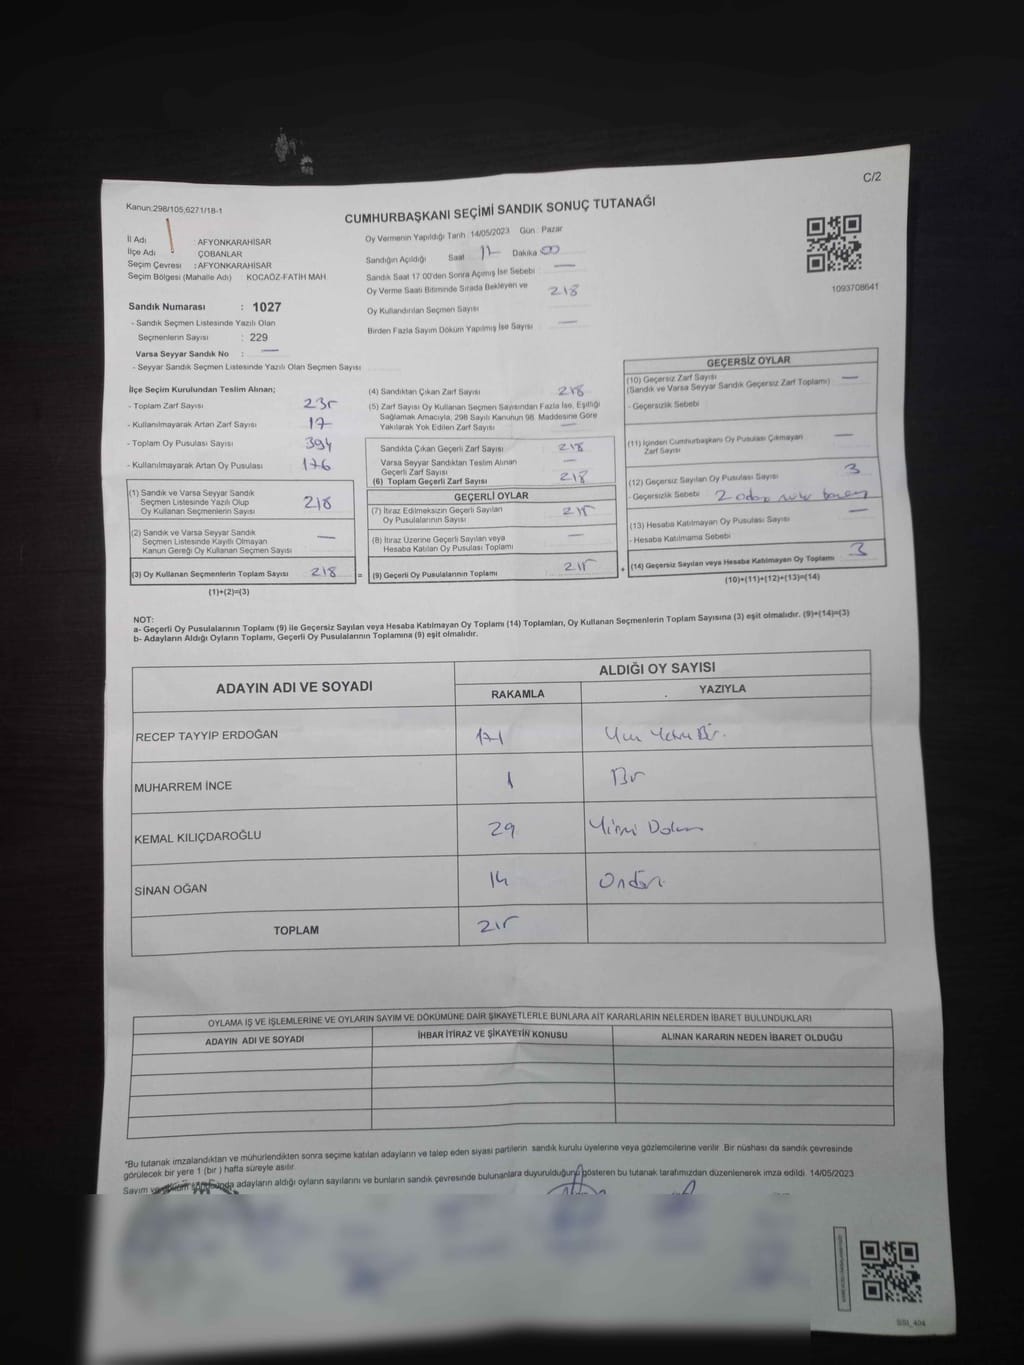 C/2
Kanun:298/105,6271/18-1
CUMHURBAŞKANI SEÇİMİ SANDIK SONUÇ TUTANAĞI
İl Adı : AFYONKARAHİSAR
İlçe Adı : ÇOBANLAR
Seçim Çevresi : AFYONKARAHİSAR
Seçim Bölgesi (Mahalle Adı) KOCAÖZ-FATİH MAH.
Oy Vermenin Yapıldığı Tarih :14/05/2023 Gün : Pazar
Sandığın Açıldığı Saat 17 Dakika 00
Sandık Saat 17.00'den Sonra Açımış İse Sebebi —
Oy Verme Saati Bitiminde Sırada Bekleyen ve 218
Oy Kullandırılan Seçmen Sayısı
Birden Fazla Sayım Döküm Yapılmış İse Sayısı —
1093708641
Sandık Numarası : 1027
- Sandık Seçmen Listesinde Yazılı Olan
Seçmenlerin Sayısı : 229
Varsa Seyyar Sandık No : —
- Seyyar Sandık Seçmen Listesinde Yazılı Olan Seçmen Sayısı
İlçe Seçim Kurulundan Teslim Alınan;
- Toplam Zarf Sayısı 235
- Kullanılmayarak Artan Zarf Sayısı 17
- Toplam Oy Pusulası Sayısı 394
- Kullanılmayarak Artan Oy Pusulası 176
(1) Sandık ve Varsa Seyyar Sandık
Seçmen Listesinde Yazılı Olup 218
Oy Kullanan Seçmenlerin Sayısı
(2) Sandık ve Varsa Seyyar Sandık
Seçmen Listesinde Kayıtlı Olmayan —
Kanun Gereği Oy Kullanan Seçmen Sayısı
(3) Oy Kullanan Seçmenlerin Toplam Sayısı 218 =
(1)+(2)=(3)
(4) Sandıktan Çıkan Zarf Sayısı 218
(5) Zarf Sayısı Oy Kullanan Seçmen Sayısından Fazla İse, Eşitliği
Sağlamak Amacıyla, 298 Sayılı Kanunun 98. Maddesine Göre
Yakılarak Yok Edilen Zarf Sayısı —
Sandıkta Çıkan Geçerli Zarf Sayısı 218
Varsa Seyyar Sandıktan Teslim Alınan —
Geçerli Zarf Sayısı
(6) Toplam Geçerli Zarf Sayısı 218
GEÇERLİ OYLAR
(7) İtiraz Edilmeksizin Geçerli Sayılan 215
Oy Pusulalarının Sayısı
(8) İtiraz Üzerine Geçerli Sayılan veya —
Hesaba Katılan Oy Pusulası Toplamı
(9) Geçerli Oy Pusulalarının Toplamı 215 +
GEÇERSİZ OYLAR
(10) Geçersiz Zarf Sayısı —
(Sandık ve Varsa Seyyar Sandık Geçersiz Zarf Toplamı)
- Geçersizlik Sebebi
(11) İçinden Cumhurbaşkanı Oy Pusulası Çıkmayan —
Zarf Sayısı
(12) Geçersiz Sayılan Oy Pusulası Sayısı 3
- Geçersizlik Sebebi 2
(13) Hesaba Katılmayan Oy Pusulası Sayısı —
- Hesaba Katılmama Sebebi
(14) Geçersiz Sayılan veya Hesaba Katılmayan Oy Toplamı 3
(10)+(11)+(12)+(13)=(14)
NOT:
a- Geçerli Oy Pusulalarının Toplamı (9) ile Geçersiz Sayılan veya Hesaba Katılmayan Oy Toplamı (14) Toplamları, Oy Kullanan Seçmenlerin Toplam Sayısına (3) eşit olmalıdır. (9)+(14)=(3)
b- Adayların Aldığı Oyların Toplamı, Geçerli Oy Pusulalarının Toplamına (9) eşit olmalıdır.
ADAYIN ADI VE SOYADI
ALDIĞI OY SAYISI
RAKAMLA YAZIYLA
RECEP TAYYİP ERDOĞAN 171 Yüz Yetmiş Bir
MUHARREM İNCE 1 Bir
KEMAL KILIÇDAROĞLU 29 Yirmi Dokuz
SİNAN OĞAN 14 Ondört
TOPLAM 215
OYLAMA İŞ VE İŞLEMLERİNE VE OYLARIN SAYIM VE DÖKÜMÜNE DAİR ŞİKAYETLERLE BUNLARA AİT KARARLARIN NELERDEN İBARET BULUNDUKLARI
ADAYIN ADI VE SOYADI İHBAR İTİRAZ VE ŞİKAYETİN KONUSU ALINAN KARARIN NEDEN İBARET OLDUĞU
*Bu tutanak imzalandıktan ve mühürlendikten sonra seçime katılan adayların ve talep eden siyasi partilerin sandık kurulu üyelerine veya gözlemcilerine verilir. Bir nüshası da sandık çevresinde
görülecek bir yere 1 (bir) hafta süreyle asılır.
Sayım ve döküm sonucunda adayların aldığı oyların sayılarını ve bunların sandık çevresinde bulunanlara duyurulduğunu gösteren bu tutanak tarafımızdan düzenlenerek imza edildi. 14/05/2023